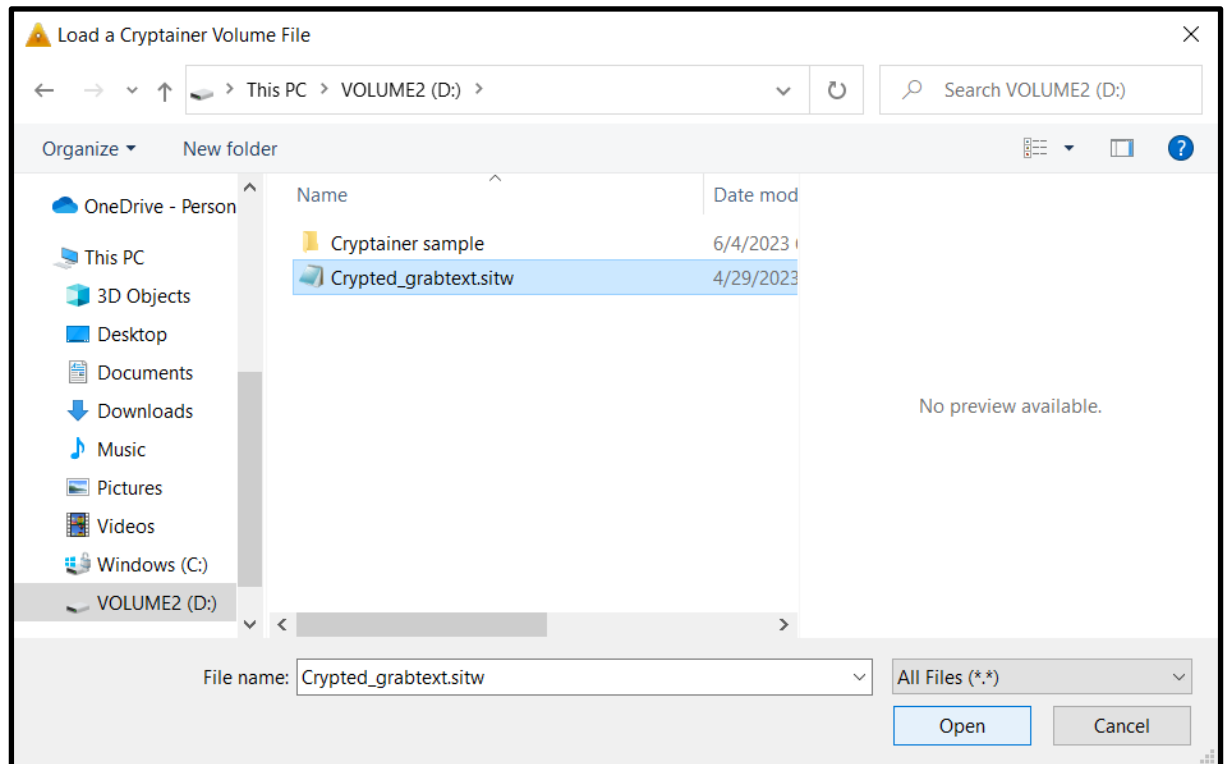 Load a Cryptainer Volume File
This PC > VOLUME2 (D:) >
Search VOLUME2 (D:)
Organize
New folder
?
Name
Date mod
OneDrive - Person
This PC
3D Objects
Desktop
Documents
Downloads
Music
Pictures
Videos
Windows (C:)
VOLUME2 (D:)
Cryptainer sample
6/4/2023
Crypted_grabtext.sitw
4/29/2023
No preview available.
File name:
Crypted_grabtext.sitw
All Files (*.*)
Open
Cancel